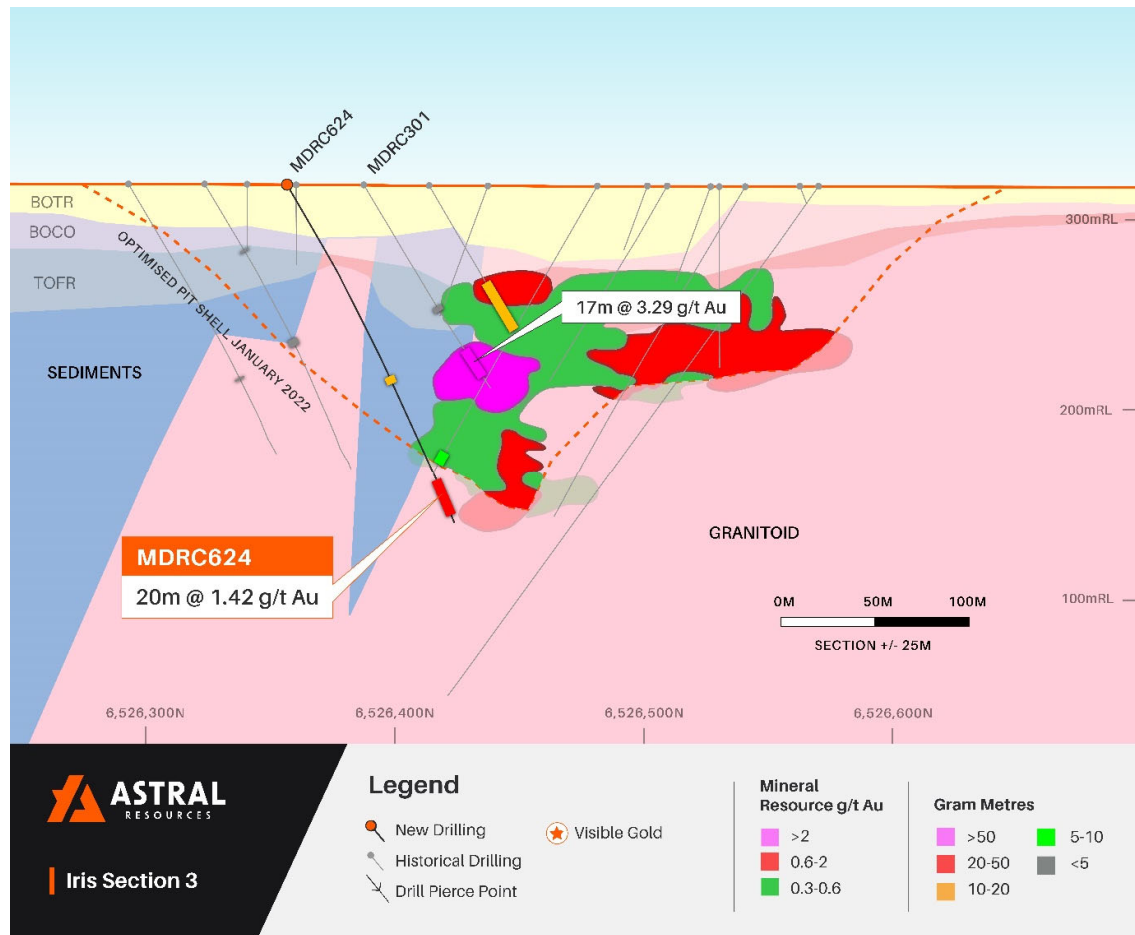 MDRC624
MDRC301
BOTR
BOCO
TOFR
300mRL
OPTIMISED PIT SHELL JANUARY 2022
17m @ 3.29 g/t Au
SEDIMENTS
200mRL
GRANITOID
MDRC624
20m @ 1.42 g/t Au
100mRL
0M 50M 100M
SECTION +/- 25M
6,526,300N 6,526,400N 6,526,500N 6,526,600N
ASTRAL
RESOURCES
Iris Section 3
Legend
New Drilling
Historical Drilling
Drill Pierce Point
Visible Gold
Mineral
Resource g/t Au
>2
0.6-2
0.3-0.6
Gram Metres
>50
20-50
10-20
5-10
<5